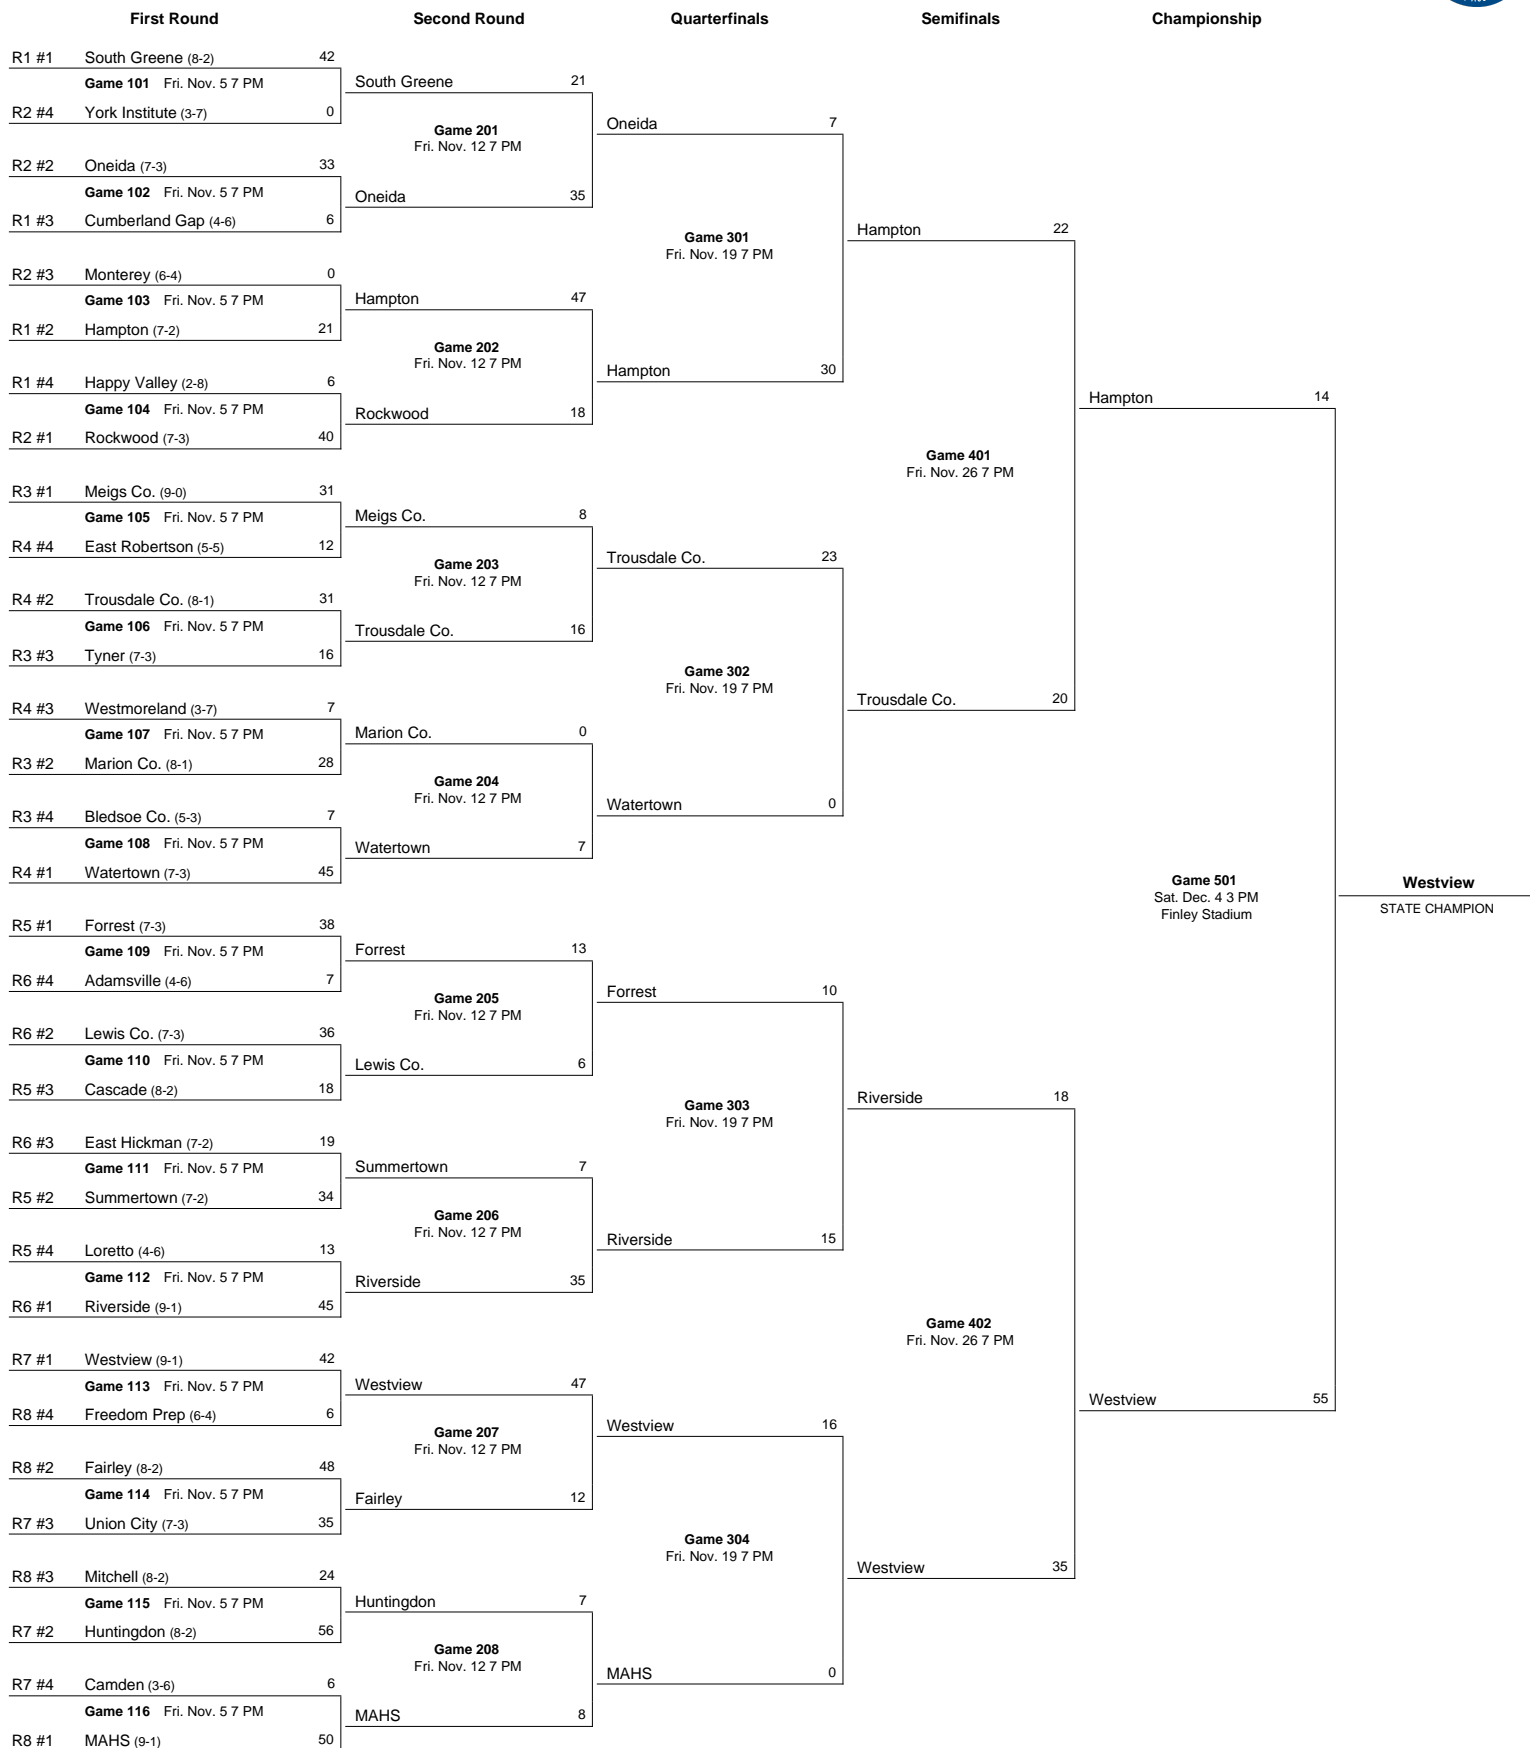 First Round Second Round Quarterfinals Semifinals Championship
R1 #1 South Greene (8-2) 42
Game 101 Fri. Nov. 5 7 PM
R2 #4 York Institute (3-7) 0
R2 #2 Oneida (7-3) 33
Game 102 Fri. Nov. 5 7 PM
R1 #3 Cumberland Gap (4-6) 6
R2 #3 Monterey (6-4) 0
Game 103 Fri. Nov. 5 7 PM
R1 #2 Hampton (7-2) 21
R1 #4 Happy Valley (2-8) 6
Game 104 Fri. Nov. 5 7 PM
R2 #1 Rockwood (7-3) 40
R3 #1 Meigs Co. (9-0) 31
Game 105 Fri. Nov. 5 7 PM
R4 #4 East Robertson (5-5) 12
R4 #2 Trousdale Co. (8-1) 31
Game 106 Fri. Nov. 5 7 PM
R3 #3 Tyner (7-3) 16
R4 #3 Westmoreland (3-7) 7
Game 107 Fri. Nov. 5 7 PM
R3 #2 Marion Co. (8-1) 28
R3 #4 Bledsoe Co. (5-3) 7
Game 108 Fri. Nov. 5 7 PM
R4 #1 Watertown (7-3) 45
R5 #1 Forrest (7-3) 38
Game 109 Fri. Nov. 5 7 PM
R6 #4 Adamsville (4-6) 7
R6 #2 Lewis Co. (7-3) 36
Game 110 Fri. Nov. 5 7 PM
R5 #3 Cascade (8-2) 18
R6 #3 East Hickman (7-2) 19
Game 111 Fri. Nov. 5 7 PM
R5 #2 Summertown (7-2) 34
R5 #4 Loretto (4-6) 13
Game 112 Fri. Nov. 5 7 PM
R6 #1 Riverside (9-1) 45
R7 #1 Westview (9-1) 42
Game 113 Fri. Nov. 5 7 PM
R8 #4 Freedom Prep (6-4) 6
R8 #2 Fairley (8-2) 48
Game 114 Fri. Nov. 5 7 PM
R7 #3 Union City (7-3) 35
R8 #3 Mitchell (8-2) 24
Game 115 Fri. Nov. 5 7 PM
R7 #2 Huntingdon (8-2) 56
R7 #4 Camden (3-6) 6
Game 116 Fri. Nov. 5 7 PM
R8 #1 MAHS (9-1) 50
South Greene 21
Game 201
Fri. Nov. 12 7 PM
Oneida 35
Hampton 47
Game 202
Fri. Nov. 12 7 PM
Rockwood 18
Meigs Co. 8
Game 203
Fri. Nov. 12 7 PM
Trousdale Co. 16
Marion Co. 0
Game 204
Fri. Nov. 12 7 PM
Watertown 7
Forrest 13
Game 205
Fri. Nov. 12 7 PM
Lewis Co. 6
Summertown 7
Game 206
Fri. Nov. 12 7 PM
Riverside 35
Westview 47
Game 207
Fri. Nov. 12 7 PM
Fairley 12
Huntingdon 7
Game 208
Fri. Nov. 12 7 PM
MAHS 8
Oneida 7
Game 301
Fri. Nov. 19 7 PM
Hampton 30
Trousdale Co. 23
Game 302
Fri. Nov. 19 7 PM
Watertown 0
Forrest 10
Game 303
Fri. Nov. 19 7 PM
Riverside 15
Westview 16
Game 304
Fri. Nov. 19 7 PM
MAHS 0
Hampton 22
Game 401
Fri. Nov. 26 7 PM
Trousdale Co. 20
Riverside 18
Game 402
Fri. Nov. 26 7 PM
Westview 35
Hampton 14
Game 501
Sat. Dec. 4 3 PM
Finley Stadium
Westview 55
Westview
STATE CHAMPION